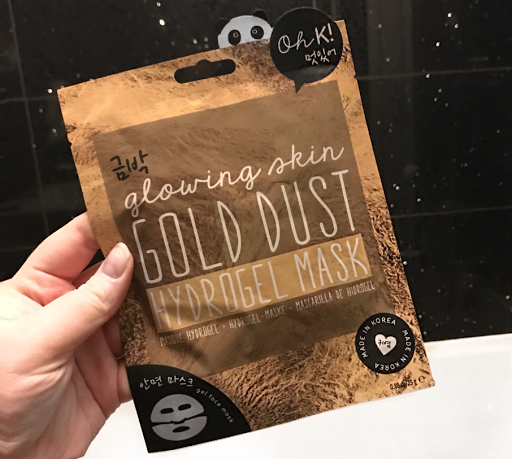 Oh K!
멋있어
금박
glowing skin
GOLD DUST
HYDROGEL MASK
MASQUE HYDROGEL • HYDROGEL-MASKE • MASCARILLA DE HIDROGEL
MADE IN KOREA MADE IN KOREA
안면 마스크
gel face mask